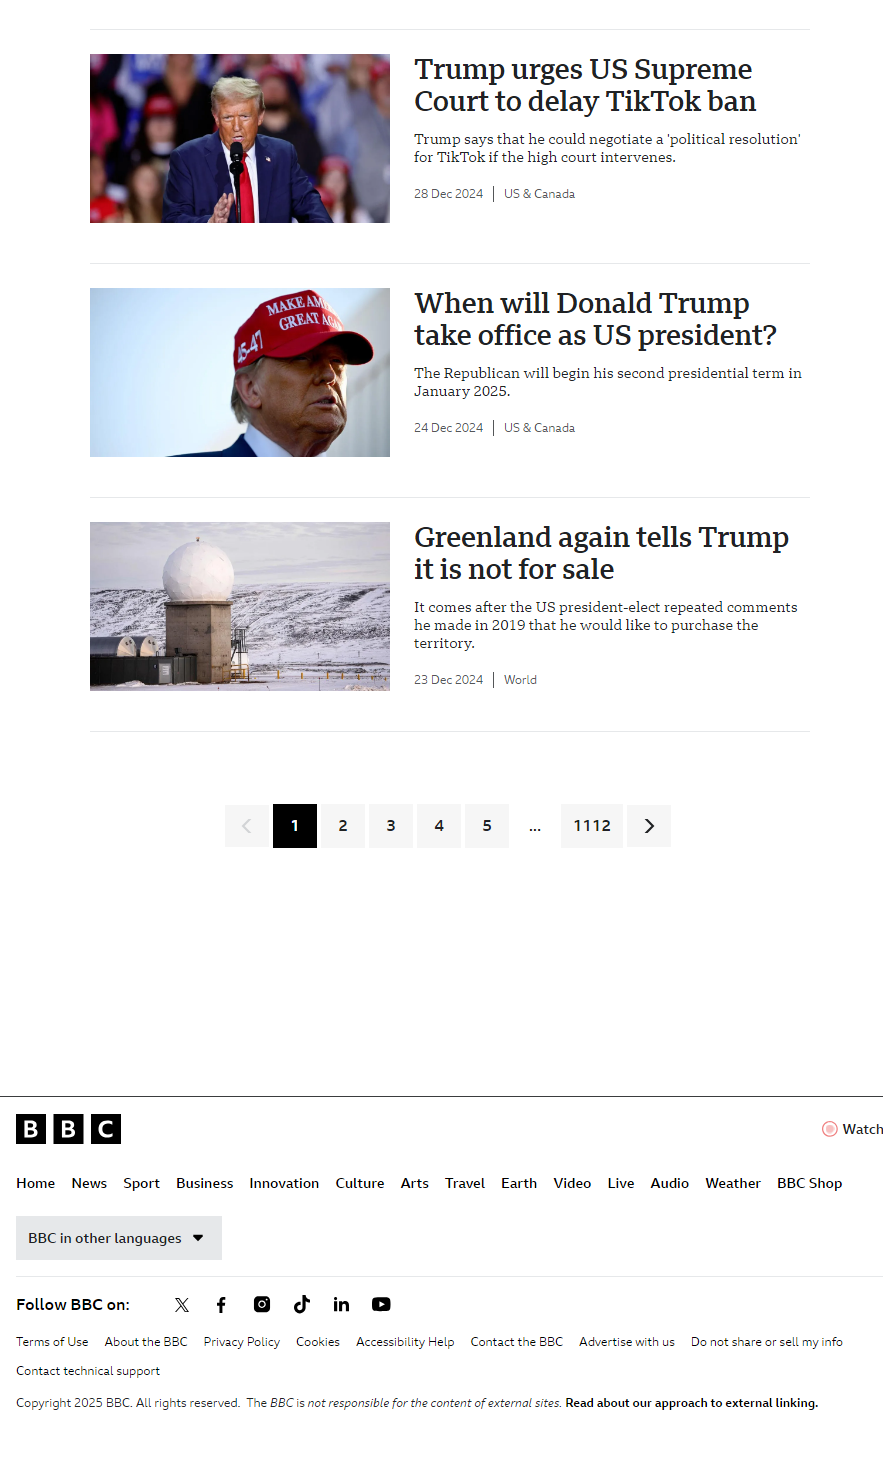 Trump urges US Supreme
Court to delay TikTok ban
Trump says that he could negotiate a 'political resolution'
for TikTok if the high court intervenes.
28 Dec 2024 | US & Canada
MAKE AM
GREAT AGA
45-47
When will Donald Trump
take office as US president?
The Republican will begin his second presidential term in
January 2025.
24 Dec 2024 | US & Canada
Greenland again tells Trump
it is not for sale
It comes after the US president-elect repeated comments
he made in 2019 that he would like to purchase the
territory.
23 Dec 2024 | World
1 2 3 4 5 ... 1112
BBC
Watch
Home News Sport Business Innovation Culture Arts Travel Earth Video Live Audio Weather BBC Shop
BBC in other languages
Follow BBC on:
Terms of Use About the BBC Privacy Policy Cookies Accessibility Help Contact the BBC Advertise with us Do not share or sell my info
Contact technical support
Copyright 2025 BBC. All rights reserved. The BBC is not responsible for the content of external sites. Read about our approach to external linking.